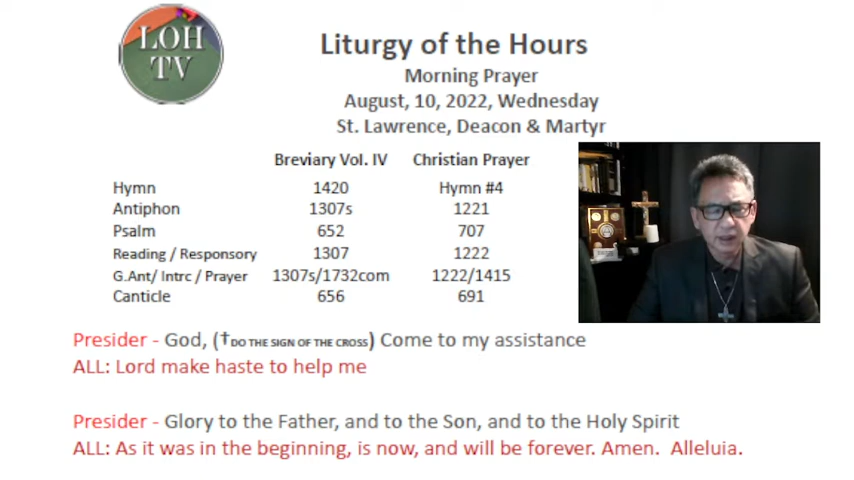 LOH
TV
Liturgy of the Hours
Morning Prayer
August, 10, 2022, Wednesday
St. Lawrence, Deacon & Martyr
Breviary Vol. IV Christian Prayer
Hymn 1420 Hymn #4
Antiphon 1307s 1221
Psalm 652 707
Reading / Responsory 1307 1222
G.Ant/ Intrc / Prayer 1307s/1732com 1222/1415
Canticle 656 691
Presider - God, (✝DO THE SIGN OF THE CROSS) Come to my assistance
ALL: Lord make haste to help me
Presider - Glory to the Father, and to the Son, and to the Holy Spirit
ALL: As it was in the beginning, is now, and will be forever. Amen. Alleluia.